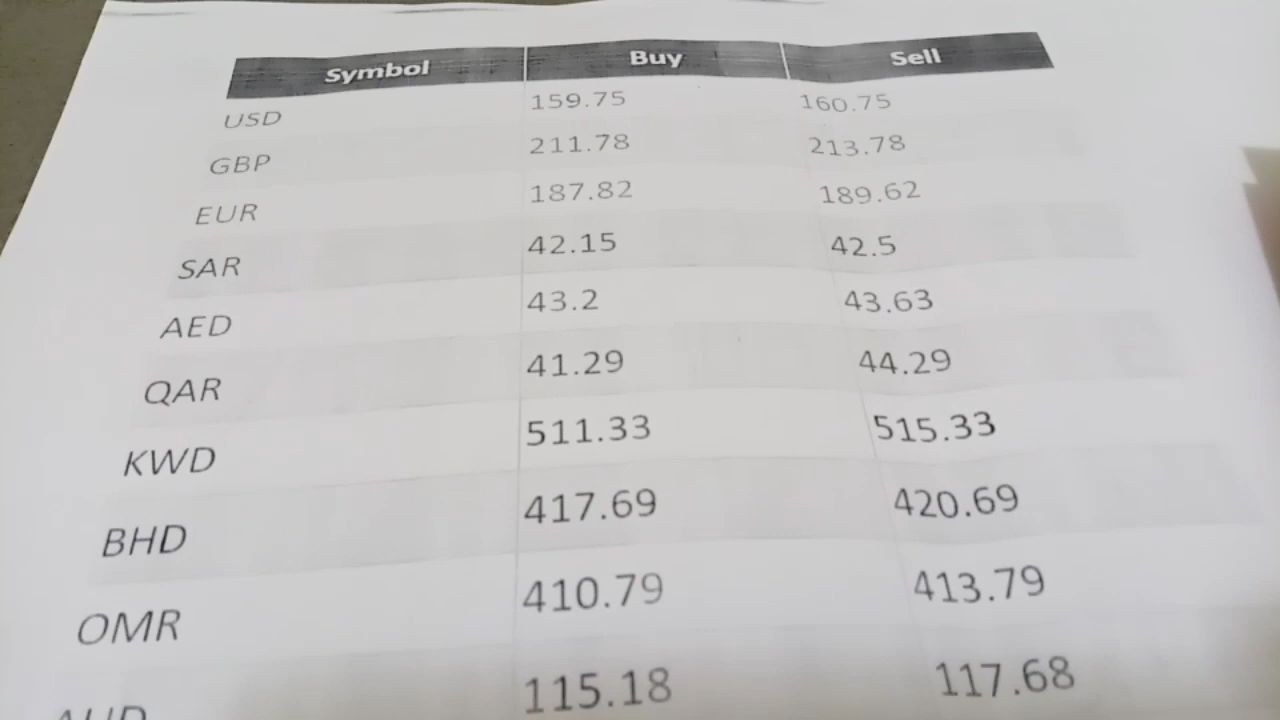 Symbol Buy Sell
USD 159.75 160.75
GBP 211.78 213.78
EUR 187.82 189.62
SAR 42.15 42.5
AED 43.2 43.63
QAR 41.29 44.29
KWD 511.33 515.33
BHD 417.69 420.69
OMR 410.79 413.79
AUD 115.18 117.68